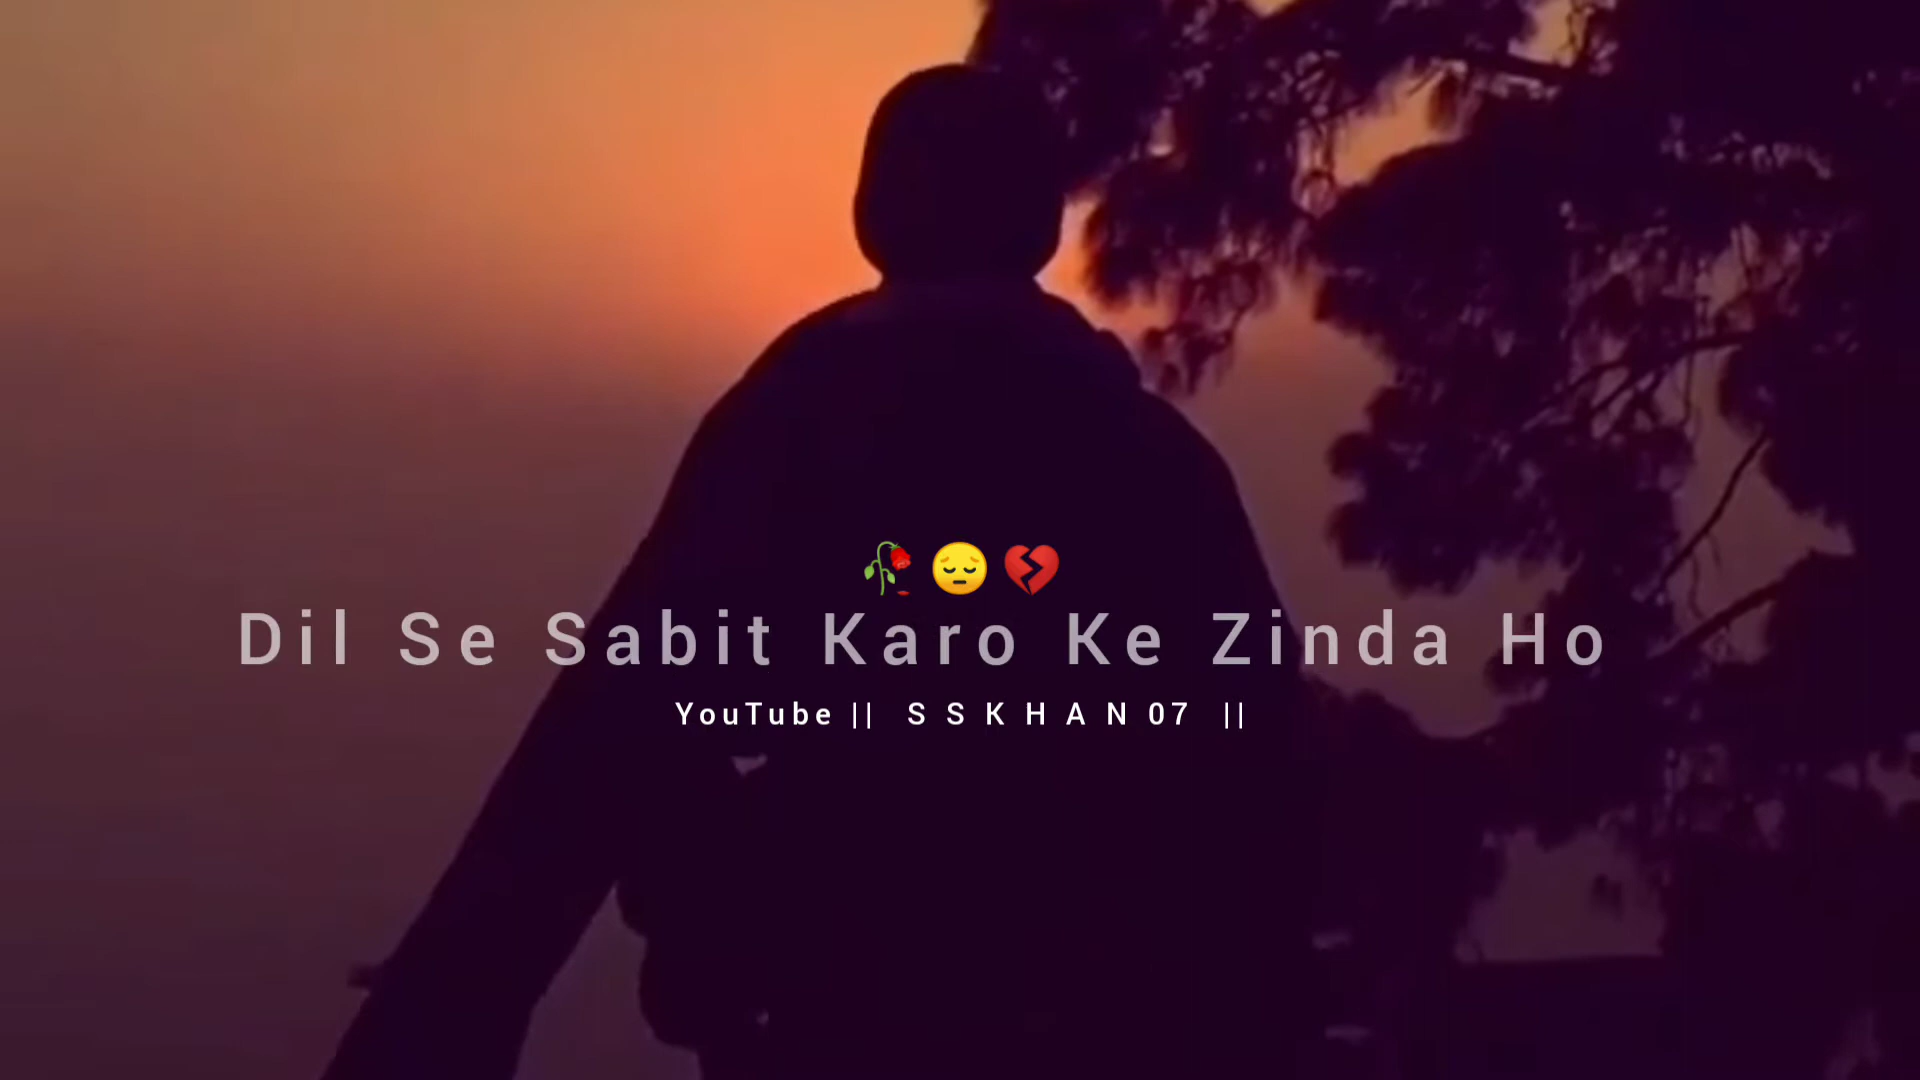 🥀😔💔
Dil Se Sabit Karo Ke Zinda Ho
YouTube || S S K H A N 07 ||